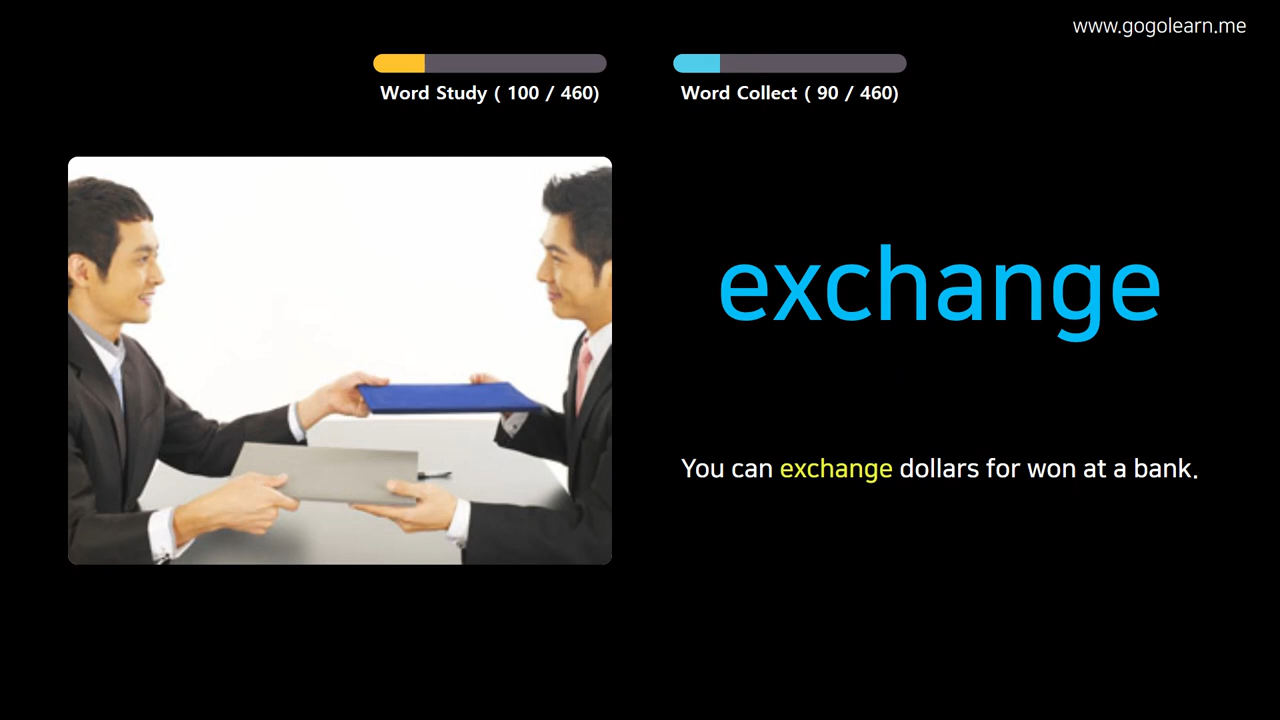 www.gogolearn.me
Word Study ( 100 / 460)
Word Collect ( 90 / 460)
exchange
You can exchange dollars for won at a bank.